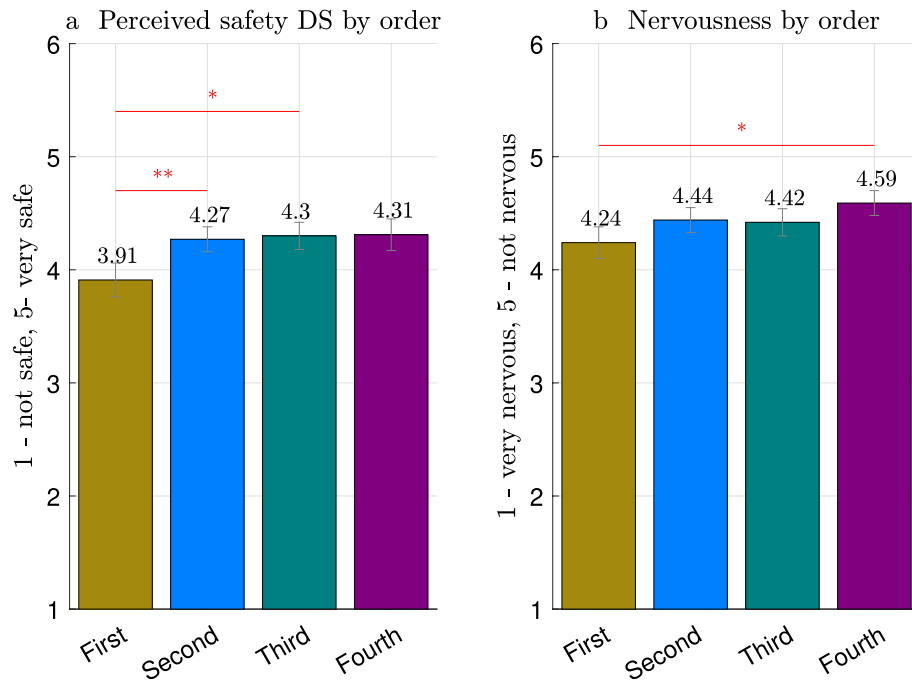 a Perceived safety DS by order
1 - not safe, 5- very safe
6
5
4
3
2
1
*
**
3.91
4.27
4.3
4.31
First
Second
Third
Fourth
b Nervousness by order
1 - very nervous, 5 - not nervous
6
5
4
3
2
1
*
4.24
4.44
4.42
4.59
First
Second
Third
Fourth